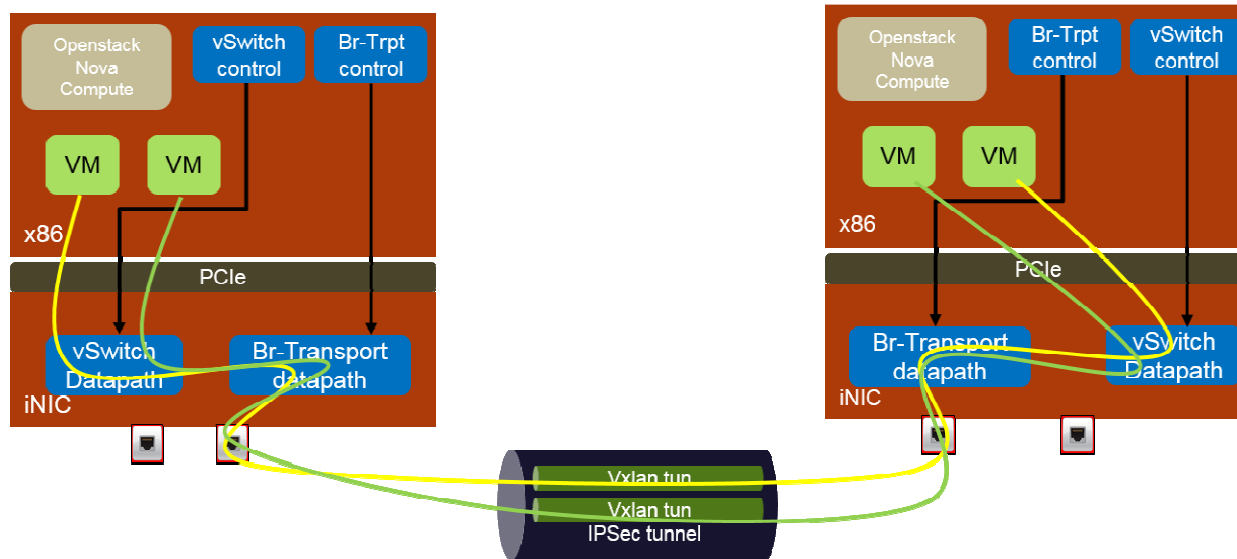 Openstack
Nova
Compute
vSwitch
control
Br-Trpt
control
VM
VM
x86
PCIe
vSwitch
Datapath
Br-Transport
datapath
iNIC
Openstack
Nova
Compute
Br-Trpt
control
vSwitch
control
VM
VM
x86
PCIe
Br-Transport
datapath
vSwitch
Datapath
iNIC
Vxlan tun
Vxlan tun
IPSec tunnel